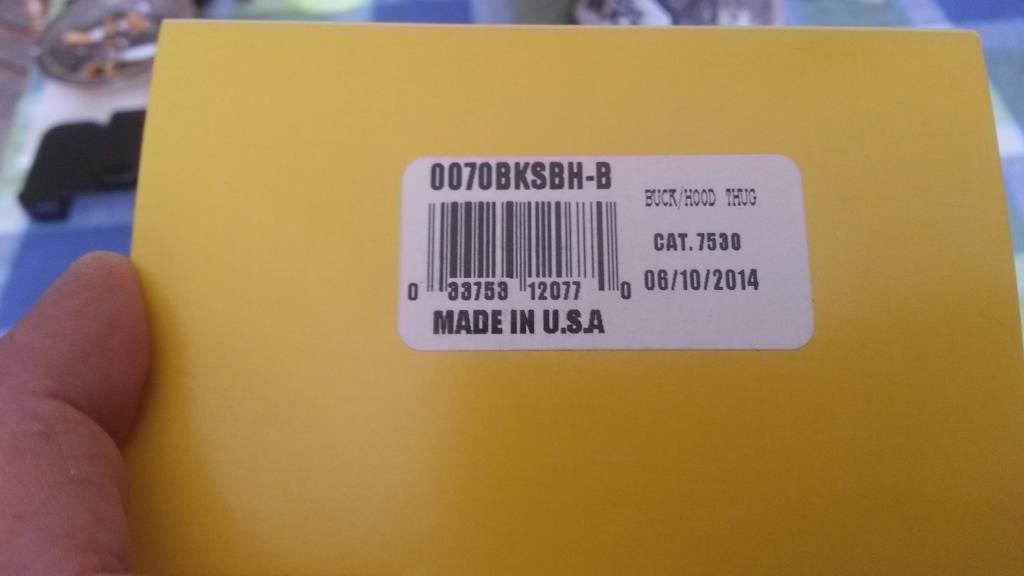 0070BKSBH-B
BUCK/HOOD THUG
CAT. 7530
06/10/2014
0 33753 12077 0
MADE IN U.S.A